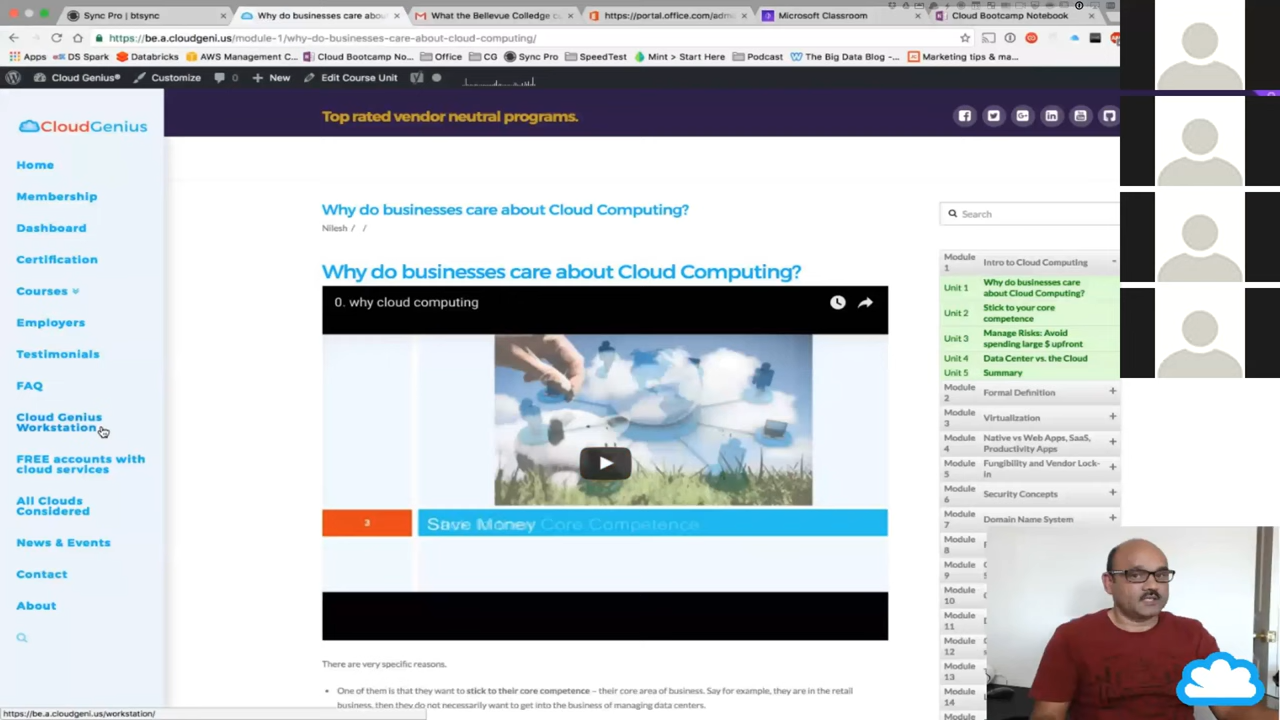 Sync Pro | btsync
Why do businesses care abou
What the Bellevue Colledge c
https://portal.office.com/adm
Microsoft Classroom
Cloud Bootcamp Notebook
https://be.a.cloudgeni.us/module-1/why-do-businesses-care-about-cloud-computing/
Apps
DS Spark
Databricks
AWS Management C...
Cloud Bootcamp No...
Office
CG
Sync Pro
SpeedTest
Mint > Start Here
Podcast
The Big Data Blog -...
Marketing tips & ma...
Cloud Genius®
Customize
0
New
Edit Course Unit
CloudGenius
Top rated vendor neutral programs.
Home
Membership
Dashboard
Certification
Courses
Employers
Testimonials
FAQ
Cloud Genius
Workstation
FREE accounts with
cloud services
All Clouds
Considered
News & Events
Contact
About
Why do businesses care about Cloud Computing?
Nilesh / /
Why do businesses care about Cloud Computing?
0. why cloud computing
3
Save Money
Core Competence
There are very specific reasons.
• One of them is that they want to stick to their core competence – their core area of business. Say for example, they are in the retail
business, then they do not necessarily want to get into the business of managing data centers.
Search
Module 1 Intro to Cloud Computing -
Unit 1 Why do businesses care
about Cloud Computing?
Unit 2 Stick to your core
competence
Unit 3 Manage Risks: Avoid
spending large $ upfront
Unit 4 Data Center vs. the Cloud
Unit 5 Summary
Module 2 Formal Definition +
Module 3 Virtualization +
Module 4 Native vs Web Apps, SaaS,
Productivity Apps +
Module 5 Fungibility and Vendor Lock-
in +
Module 6 Security Concepts +
Module 7 Domain Name System +
Module 8
Module 9
Module 10
Module 11
Module 12
Module 13
Module 14
Module
https://be.a.cloudgeni.us/workstation/